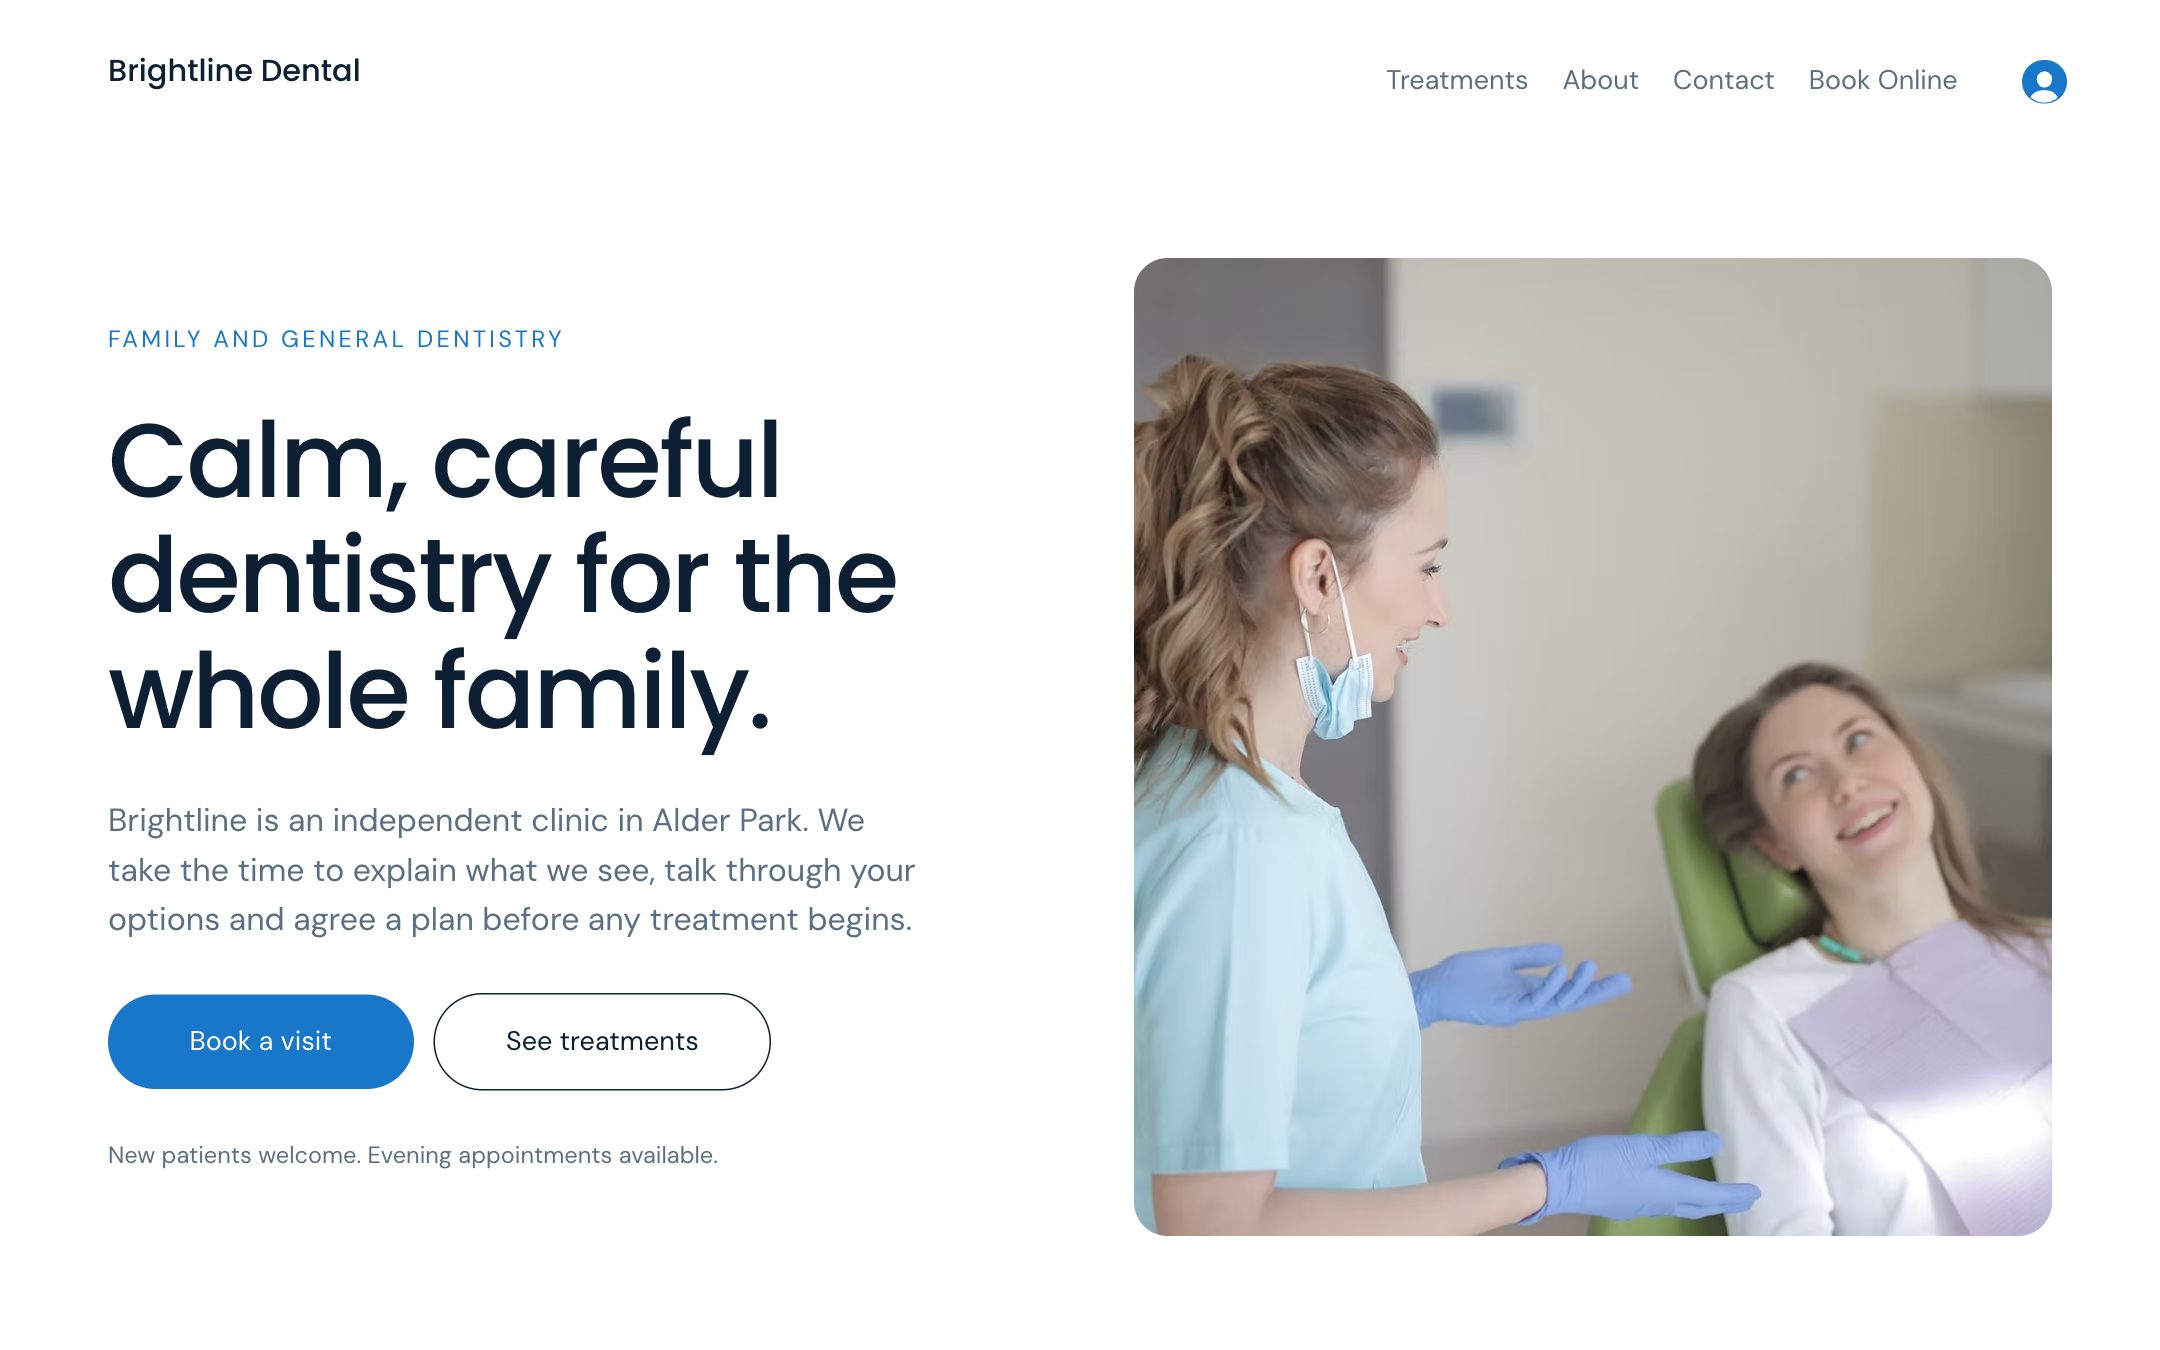 Brightline Dental
Treatments About Contact Book Online
FAMILY AND GENERAL DENTISTRY
Calm, careful
dentistry for the
whole family.
Brightline is an independent clinic in Alder Park. We
take the time to explain what we see, talk through your
options and agree a plan before any treatment begins.
Book a visit See treatments
New patients welcome. Evening appointments available.